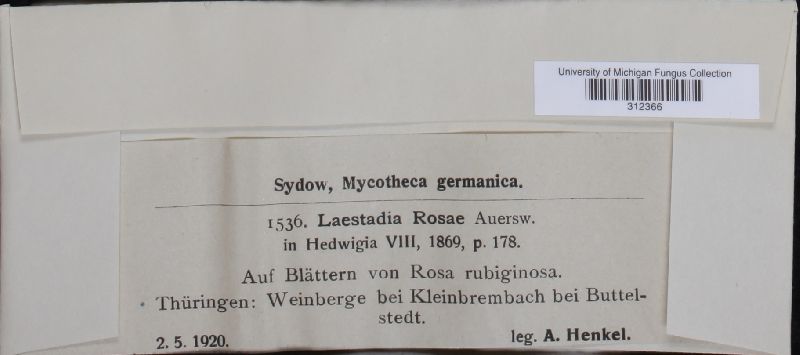 University of Michigan Fungus Collection
312366
Sydow, Mycotheca germanica.
1536. Laestadia Rosae Auersw.
in Hedwigia VIII, 1869, p. 178.
Auf Blättern von Rosa rubiginosa.
Thüringen: Weinberge bei Kleinbrembach bei Buttel-
stedt.
2. 5. 1920. leg. A. Henkel.